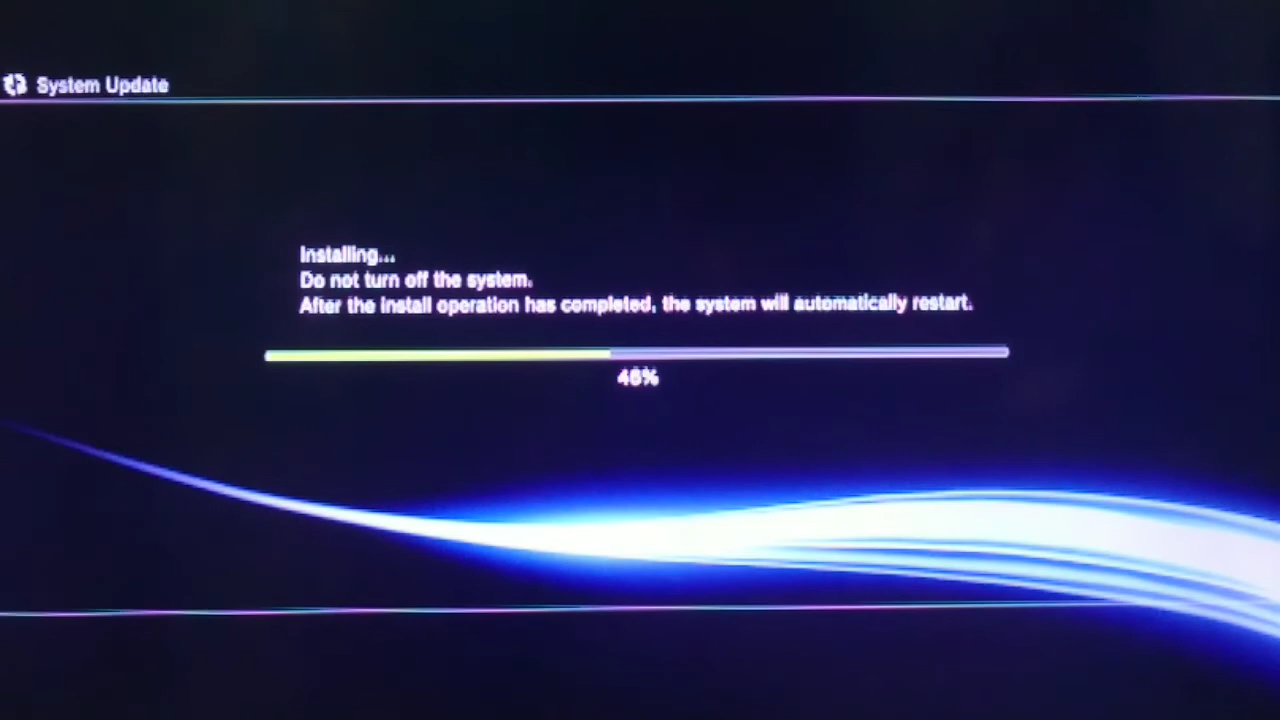 System Update
Installing...
Do not turn off the system.
After the install operation has completed, the system will automatically restart.
46%